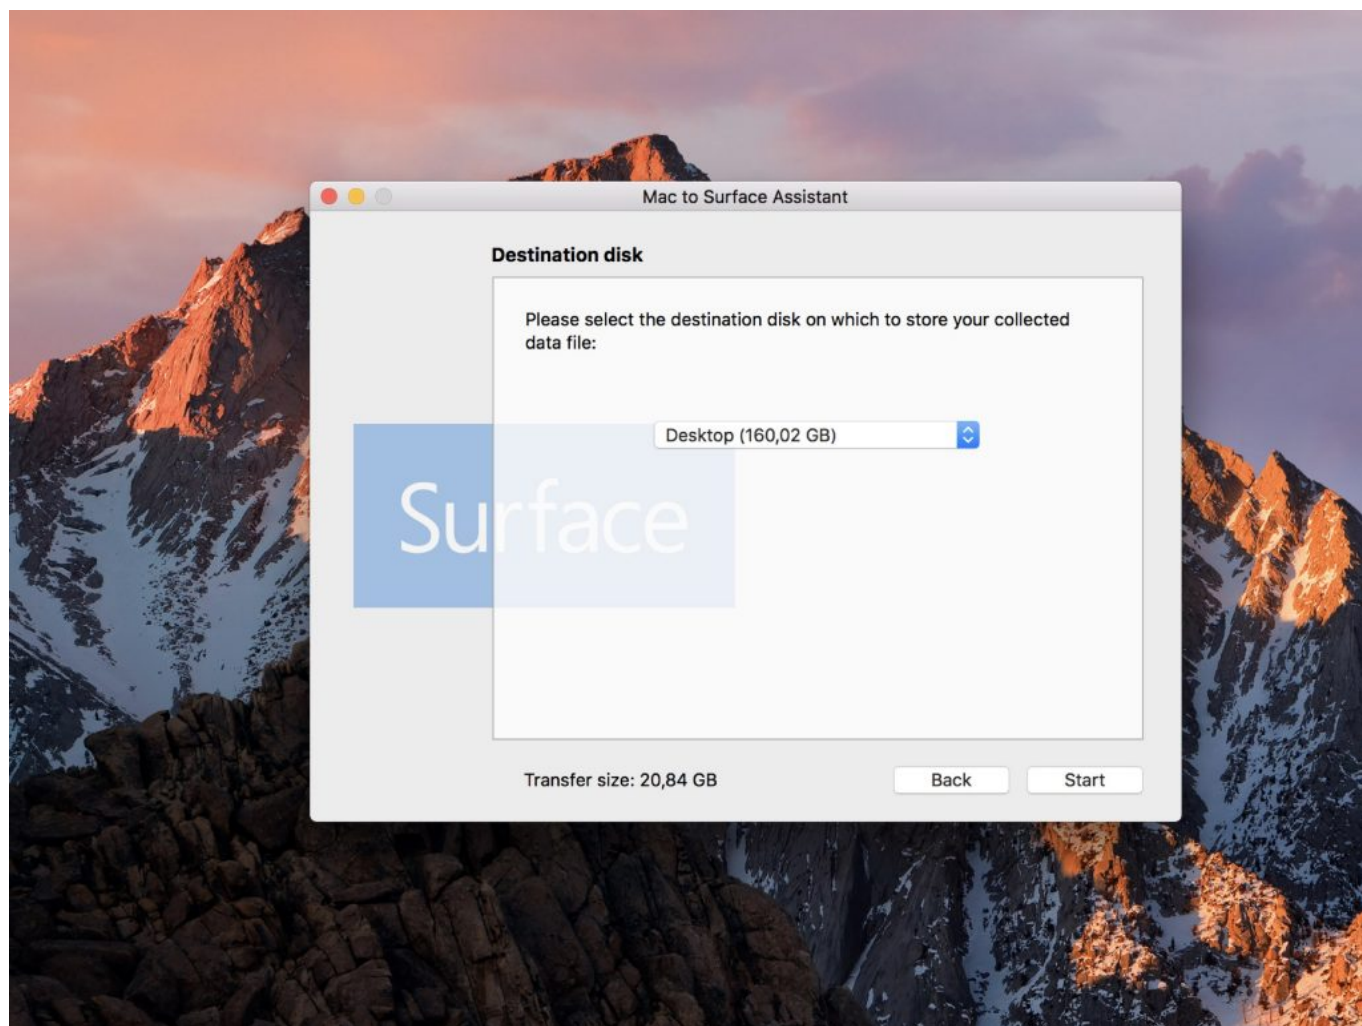 Mac to Surface Assistant
Destination disk
Please select the destination disk on which to store your collected
data file:
Desktop (160,02 GB)
Surface
Transfer size: 20,84 GB
Back
Start